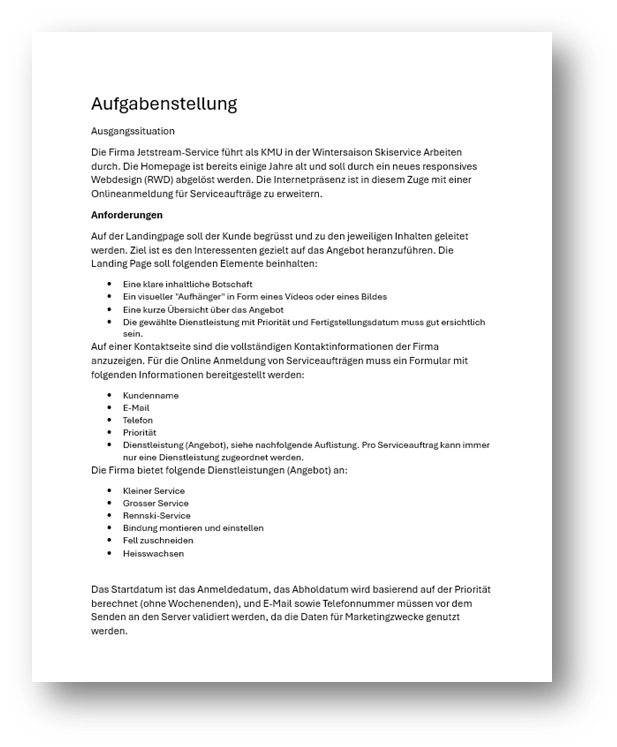 Aufgabenstellung
Ausgangssituation
Die Firma Jetstream-Service führt als KMU in der Wintersaison Skiservice Arbeiten
durch. Die Homepage ist bereits einige Jahre alt und soll durch ein neues responsives
Webdesign (RWD) abgelöst werden. Die Internetpräsenz ist in diesem Zuge mit einer
Onlineanmeldung für Serviceaufträge zu erweitern.
Anforderungen
Auf der Landingpage soll der Kunde begrüsst und zu den jeweiligen Inhalten geleitet
werden. Ziel ist es den Interessenten gezielt auf das Angebot heranzuführen. Die
Landing Page soll folgenden Elemente beinhalten:
• Eine klare inhaltliche Botschaft
• Ein visueller "Aufhänger" in Form eines Videos oder eines Bildes
• Eine kurze Übersicht über das Angebot
• Die gewählte Dienstleistung mit Priorität und Fertigstellungsdatum muss gut ersichtlich
sein.
Auf einer Kontaktseite sind die vollständigen Kontaktinformationen der Firma
anzuzeigen. Für die Online Anmeldung von Serviceaufträgen muss ein Formular mit
folgenden Informationen bereitgestellt werden:
• Kundenname
• E-Mail
• Telefon
• Priorität
• Dienstleistung (Angebot), siehe nachfolgende Auflistung. Pro Serviceauftrag kann immer
nur eine Dienstleistung zugeordnet werden.
Die Firma bietet folgende Dienstleistungen (Angebot) an:
• Kleiner Service
• Grosser Service
• Rennski-Service
• Bindung montieren und einstellen
• Fell zuschneiden
• Heisswachsen
Das Startdatum ist das Anmeldedatum, das Abholdatum wird basierend auf der Priorität
berechnet (ohne Wochenenden), und E-Mail sowie Telefonnummer müssen vor dem
Senden an den Server validiert werden, da die Daten für Marketingzwecke genutzt
werden.